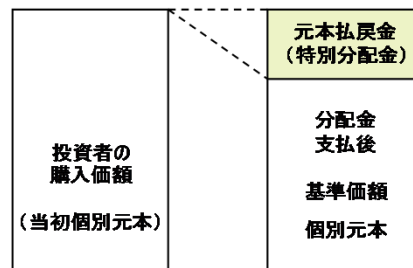 投資者の
購入価額
（当初個別元本）
元本払戻金
（特別分配金）
分配金
支払後
基準価額
個別元本